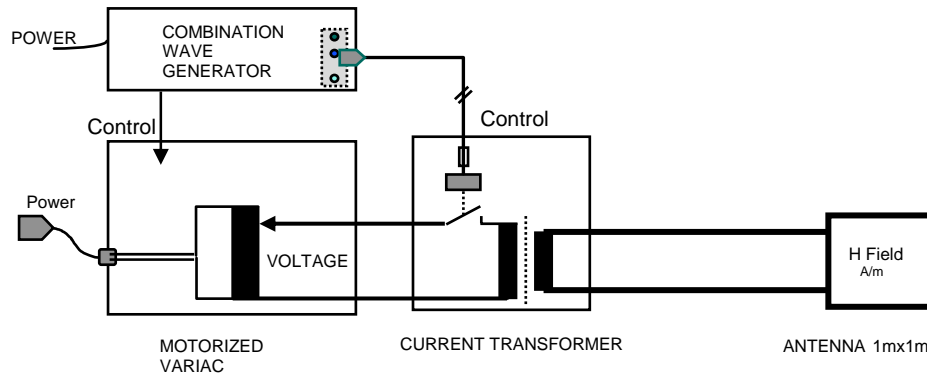 POWER
COMBINATION
WAVE
GENERATOR
Control
Control
Power
VOLTAGE
H Field
A/m
MOTORIZED
VARIAC
CURRENT TRANSFORMER
ANTENNA 1mx1m